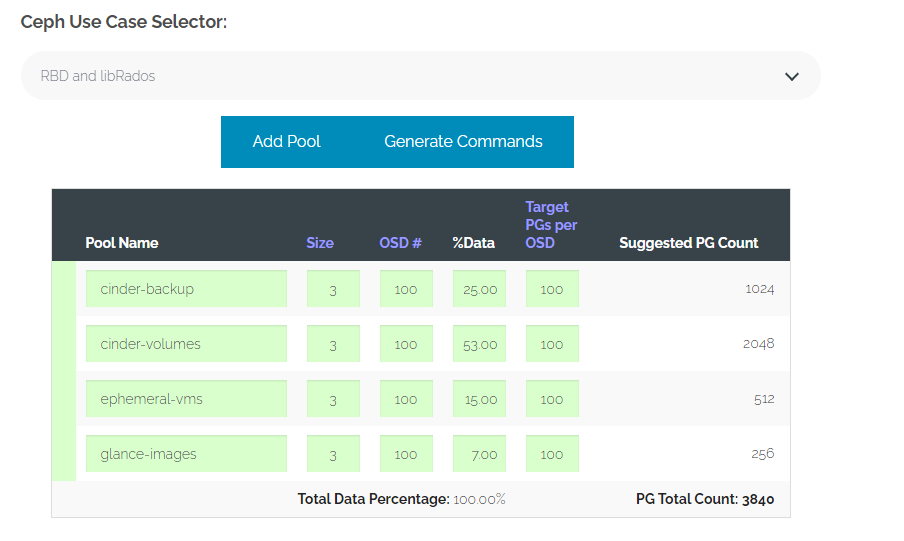 Ceph Use Case Selector:
RBD and libRados
Add Pool Generate Commands
Pool Name Size OSD # %Data Target PGs per OSD Suggested PG Count
cinder-backup 3 100 25.00 100 1024
cinder-volumes 3 100 53.00 100 2048
ephemeral-vms 3 100 15.00 100 512
glance-images 3 100 7.00 100 256
Total Data Percentage: 100.00% PG Total Count: 3840